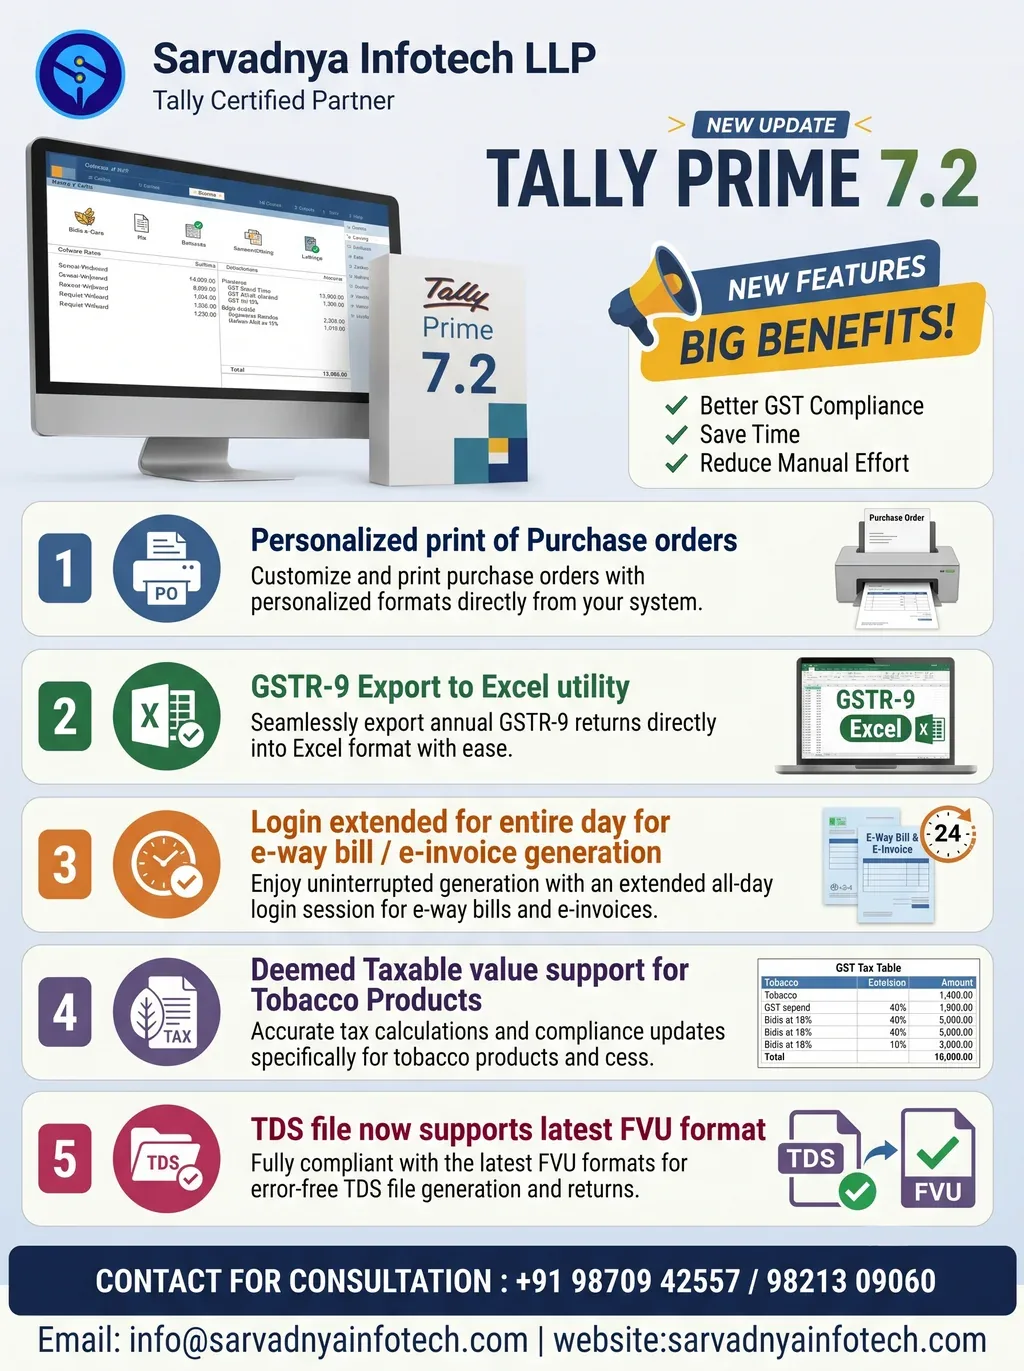 Sarvadnya Infotech LLP
Tally Certified Partner
NEW UPDATE
TALLY PRIME 7.2
Tally
Prime
7.2
NEW FEATURES
BIG BENEFITS!
Better GST Compliance
Save Time
Reduce Manual Effort
1
PO
Personalized print of Purchase orders
Customize and print purchase orders with
personalized formats directly from your system.
Purchase Order
2
X
GSTR-9 Export to Excel utility
Seamlessly export annual GSTR-9 returns directly
into Excel format with ease.
GSTR-9
Excel
X
3
Login extended for entire day for
e-way bill / e-invoice generation
Enjoy uninterrupted generation with an extended all-day
login session for e-way bills and e-invoices.
E-Way Bill &
E-Invoice
24
4
TAX
Deemed Taxable value support for
Tobacco Products
Accurate tax calculations and compliance updates
specifically for tobacco products and cess.
GST Tax Table
Tobacco Eotelsion Amount
Tobacco 1,400.00
GST sepend 40% 1,900.00
Bidis at 18% 40% 5,000.00
Bidis at 18% 40% 5,000.00
Bidis at 18% 10% 3,000.00
Total 16,000.00
5
TDS
TDS file now supports latest FVU format
Fully compliant with the latest FVU formats for
error-free TDS file generation and returns.
TDS
FVU
CONTACT FOR CONSULTATION : +91 98709 42557 / 98213 09060
Email: info@sarvadnyainfotech.com | website:sarvadnyainfotech.com